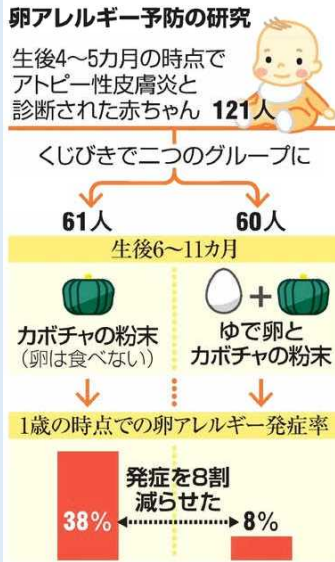 卵アレルギー予防の研究
生後4〜5カ月の時点で
アトピー性皮膚炎と
診断された赤ちゃん 121人
くじびきで二つのグループに
61人 60人
生後6〜11カ月
カボチャの粉末
(卵は食べない)
+
ゆで卵と
カボチャの粉末
1歳の時点での卵アレルギー発症率
発症を8割
減らせた
38% 8%